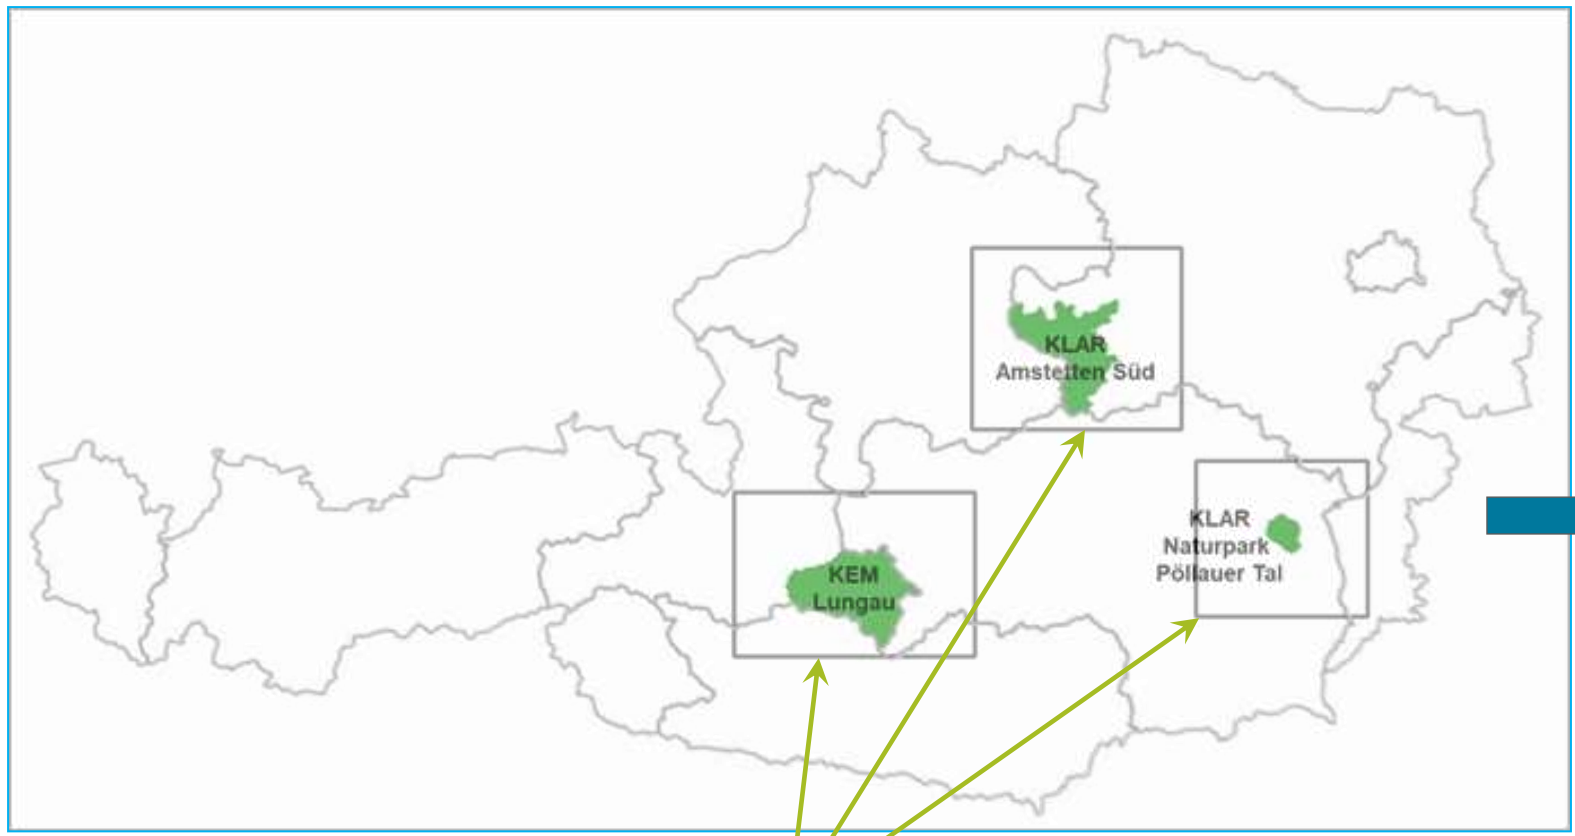 KLAR
Amstetten Süd
KLAR
Naturpark
Pöllauer Tal
KEM
Lungau